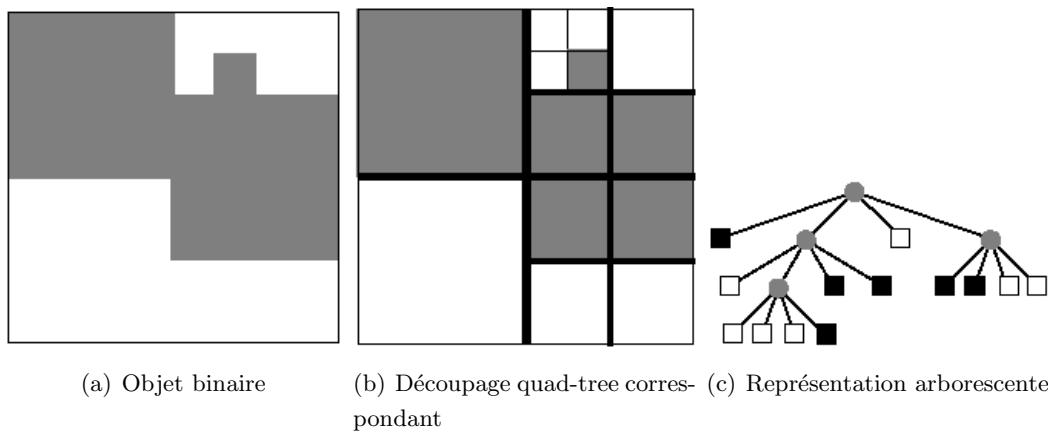 (a) Objet binaire
(b) Découpage quad-tree corres-
pondant
(c) Représentation arborescente